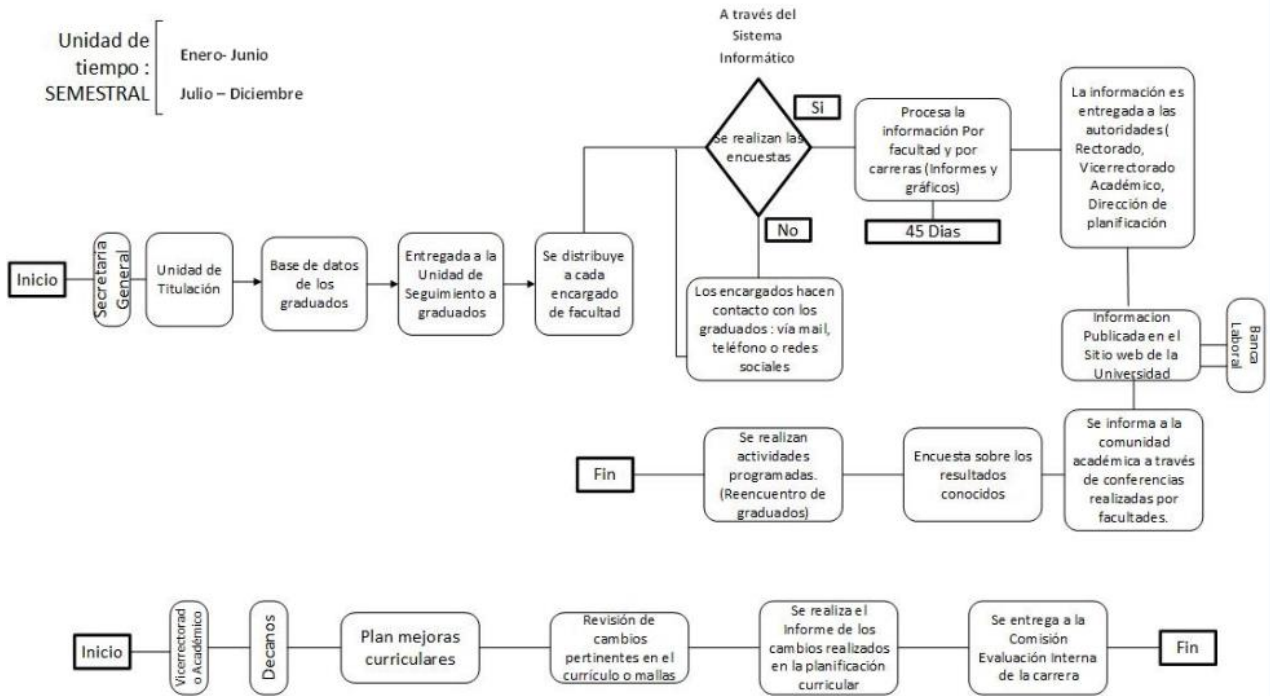 Unidad de
tiempo :
SEMESTRAL
Enero- Junio
Julio – Diciembre
A través del
Sistema
Informático
Inicio
Secretaria
General
Unidad de
Titulación
Base de datos
de los
graduados
Entregada a la
Unidad de
Seguimiento a
graduados
Se distribuye
a cada
encargado
de facultad
Se realizan las
encuestas
Si
No
Los encargados hacen
contacto con los
graduados : vía mail,
teléfono o redes
sociales
Procesa la
información Por
facultad y por
carreras (Informes y
gráficos)
45 Dias
La información es
entregada a las
autoridades (
Rectorado,
Vicerrectorado
Académico,
Dirección de
planificación
Informacion
Publicada en el
Sitio web de la
Universidad
Banca
Laboral
Se informa a la
comunidad
académica a través
de conferencias
realizadas por
facultades.
Encuesta sobre los
resultados
conocidos
Se realizan
actividades
programadas.
(Reencuentro de
graduados)
Fin
Inicio
Vicerrectorad
o Académico
Decanos
Plan mejoras
curriculares
Revisión de
cambios
pertinentes en el
currículo o mallas
Se realiza el
Informe de los
cambios realizados
en la planificación
curricular
Se entrega a la
Comisión
Evaluación Interna
de la carrera
Fin